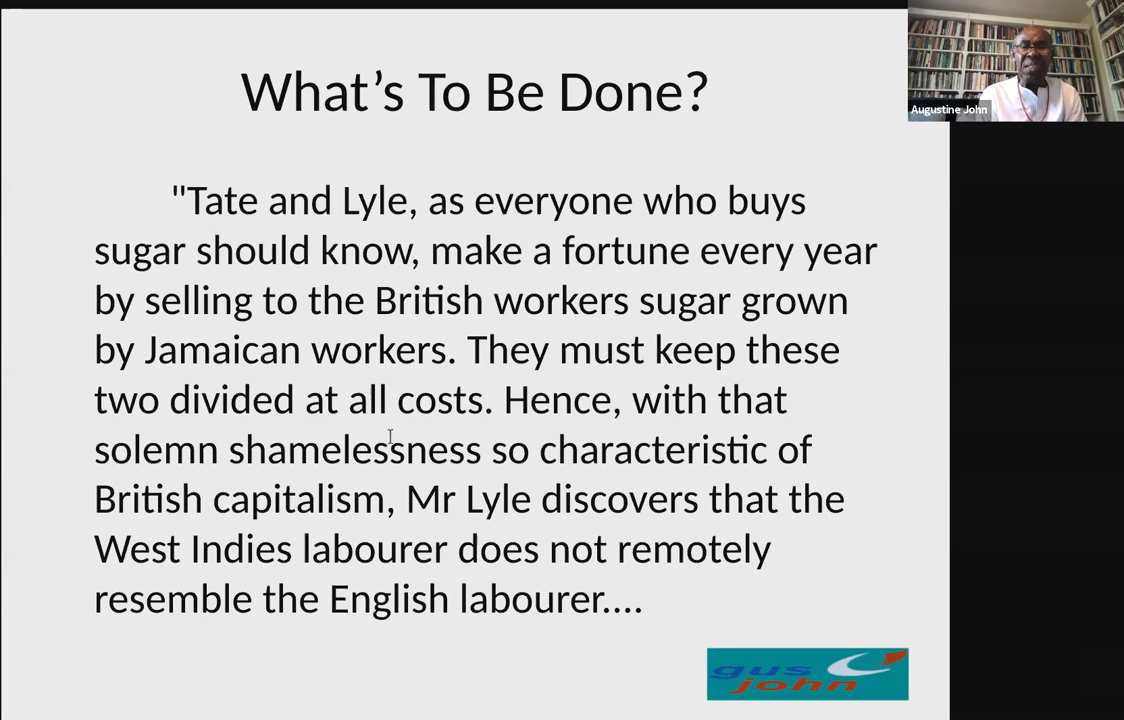 What’s To Be Done?
Augustine John
"Tate and Lyle, as everyone who buys
sugar should know, make a fortune every year
by selling to the British workers sugar grown
by Jamaican workers. They must keep these
two divided at all costs. Hence, with that
solemn shamelessness so characteristic of
British capitalism, Mr Lyle discovers that the
West Indies labourer does not remotely
resemble the English labourer....
gus
john